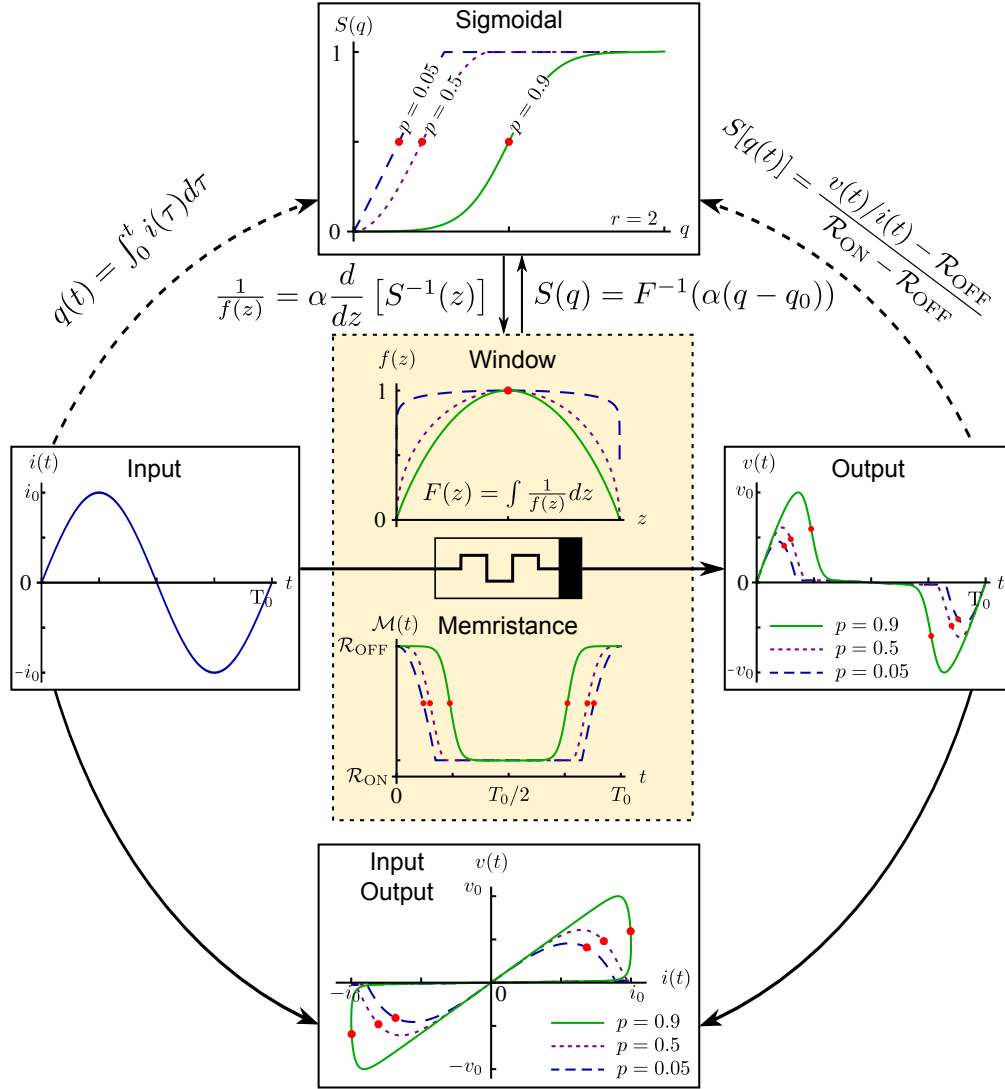 Sigmoidal
S(q)
1
p = 0.05
p = 0.5
p = 0.9
0
r = 2
q
q(t) = ∫₀ᵗ i(τ)dτ
S[q(t)] = (v(t)/i(t) − R_OFF)/(R_ON − R_OFF)
1/f(z) = α d/dz [S⁻¹(z)]
S(q) = F⁻¹(α(q − q₀))
Window
f(z)
1
F(z) = ∫ 1/f(z) dz
0
z
Input
i(t)
i₀
0
T₀
t
−i₀
Memristance
M(t)
R_OFF
R_ON
0
T₀/2
T₀
t
Output
v(t)
v₀
0
T₀
t
-v₀
p = 0.9
p = 0.5
p = 0.05
Input
Output
v(t)
v₀
−i₀
0
i₀
i(t)
−v₀
p = 0.9
p = 0.5
p = 0.05